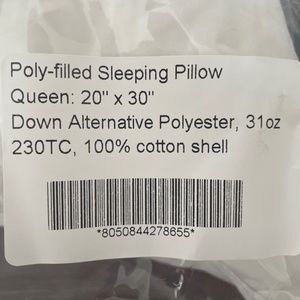 Poly-filled Sleeping Pillow
Queen: 20" x 30"
Down Alternative Polyester, 31oz
230TC, 100% cotton shell
*8050844278655*